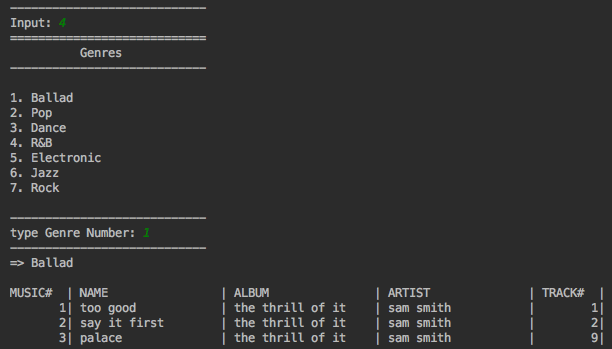 Input: 4
Genres
1. Ballad
2. Pop
3. Dance
4. R&B
5. Electronic
6. Jazz
7. Rock
type Genre Number: 1
=> Ballad
MUSIC# | NAME | ALBUM | ARTIST | TRACK# |
1| too good | the thrill of it | sam smith | 1|
2| say it first | the thrill of it | sam smith | 2|
3| palace | the thrill of it | sam smith | 9|